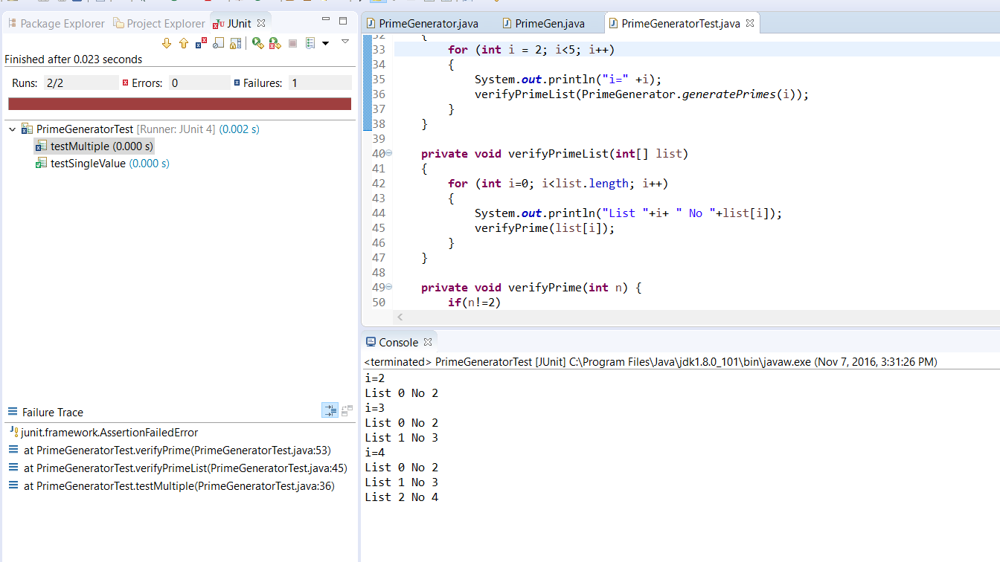 Package Explorer Project Explorer JUnit
Finished after 0.023 seconds
Runs: 2/2 Errors: 0 Failures: 1
PrimeGeneratorTest [Runner: JUnit 4] (0.002 s)
testMultiple (0.000 s)
testSingleValue (0.000 s)
Failure Trace
junit.framework.AssertionFailedError
at PrimeGeneratorTest.verifyPrime(PrimeGeneratorTest.java:53)
at PrimeGeneratorTest.verifyPrimeList(PrimeGeneratorTest.java:45)
at PrimeGeneratorTest.testMultiple(PrimeGeneratorTest.java:36)
PrimeGenerator.java PrimeGen.java PrimeGeneratorTest.java
32 {
33 for (int i = 2; i<5; i++)
34 {
35 System.out.println("i=" +i);
36 verifyPrimeList(PrimeGenerator.generatePrimes(i));
37 }
38 }
39
40 private void verifyPrimeList(int[] list)
41 {
42 for (int i=0; i<list.length; i++)
43 {
44 System.out.println("List "+i+ " No "+list[i]);
45 verifyPrime(list[i]);
46 }
47 }
48
49 private void verifyPrime(int n) {
50 if(n!=2)
Console
<terminated> PrimeGeneratorTest [JUnit] C:\Program Files\Java\jdk1.8.0_101\bin\javaw.exe (Nov 7, 2016, 3:31:26 PM)
i=2
List 0 No 2
i=3
List 0 No 2
List 1 No 3
i=4
List 0 No 2
List 1 No 3
List 2 No 4